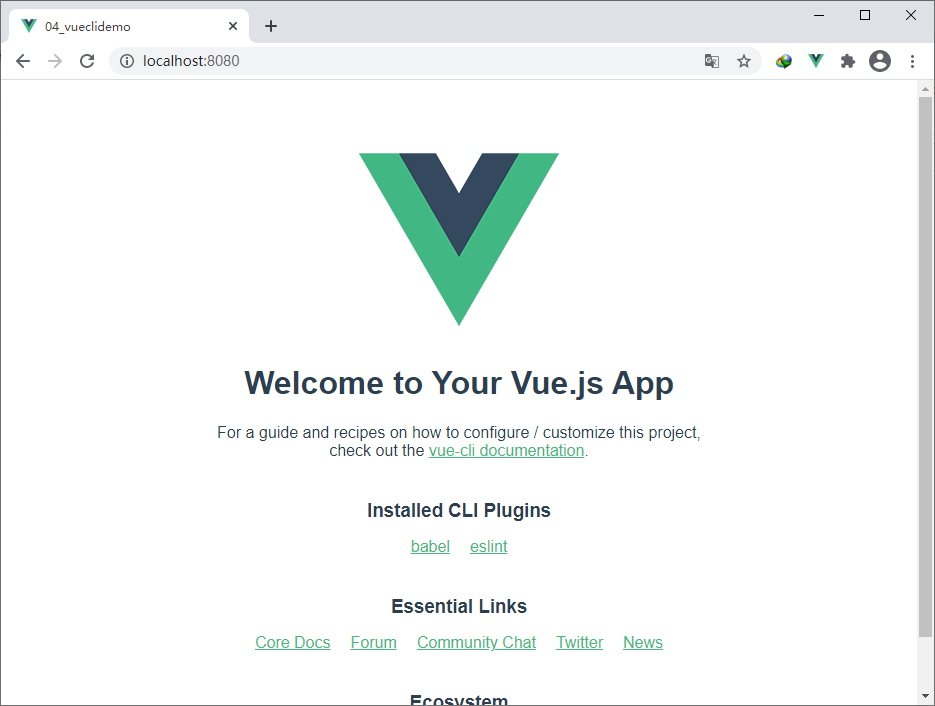 04_vueclidemo
localhost:8080
Welcome to Your Vue.js App
For a guide and recipes on how to configure / customize this project,
check out the vue-cli documentation.
Installed CLI Plugins
babel eslint
Essential Links
Core Docs Forum Community Chat Twitter News
Ecosystem